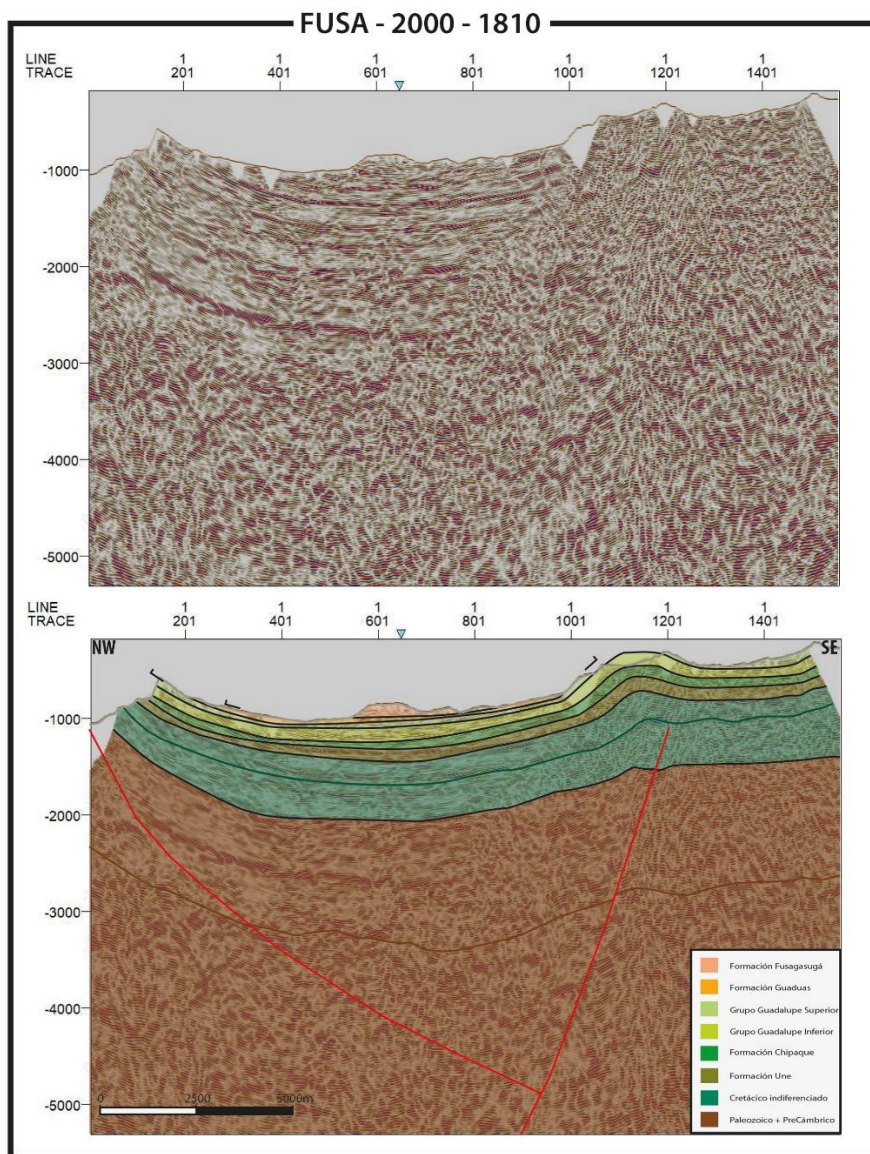 FUSA - 2000 - 1810
LINE 1 1 1 1 1 1 1
TRACE 201 401 601 801 1001 1201 1401
-1000
-2000
-3000
-4000
-5000
LINE 1 1 1 1 1 1 1
TRACE 201 401 601 801 1001 1201 1401
NW SE
-1000
-2000
-3000
-4000
-5000
0 2500 5000m
Formación Fusagasugá
Formación Guaduas
Grupo Guadalupe Superior
Grupo Guadalupe Inferior
Formación Chipaque
Formación Une
Cretácico indiferenciado
Paleozoico + PreCámbrico